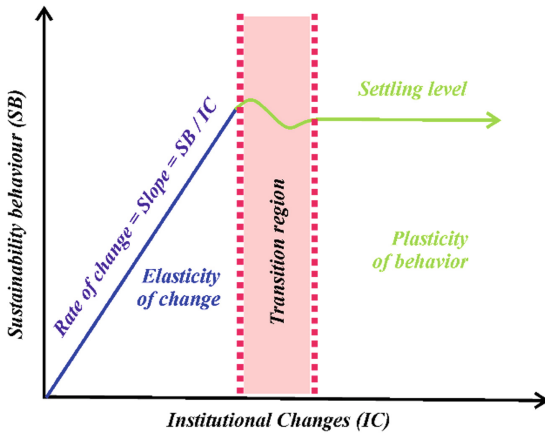 Sustainability behaviour (SB)
Rate of change = Slope = SB / IC
Elasticity
of change
Transition region
Settling level
Plasticity
of behavior
Institutional Changes (IC)